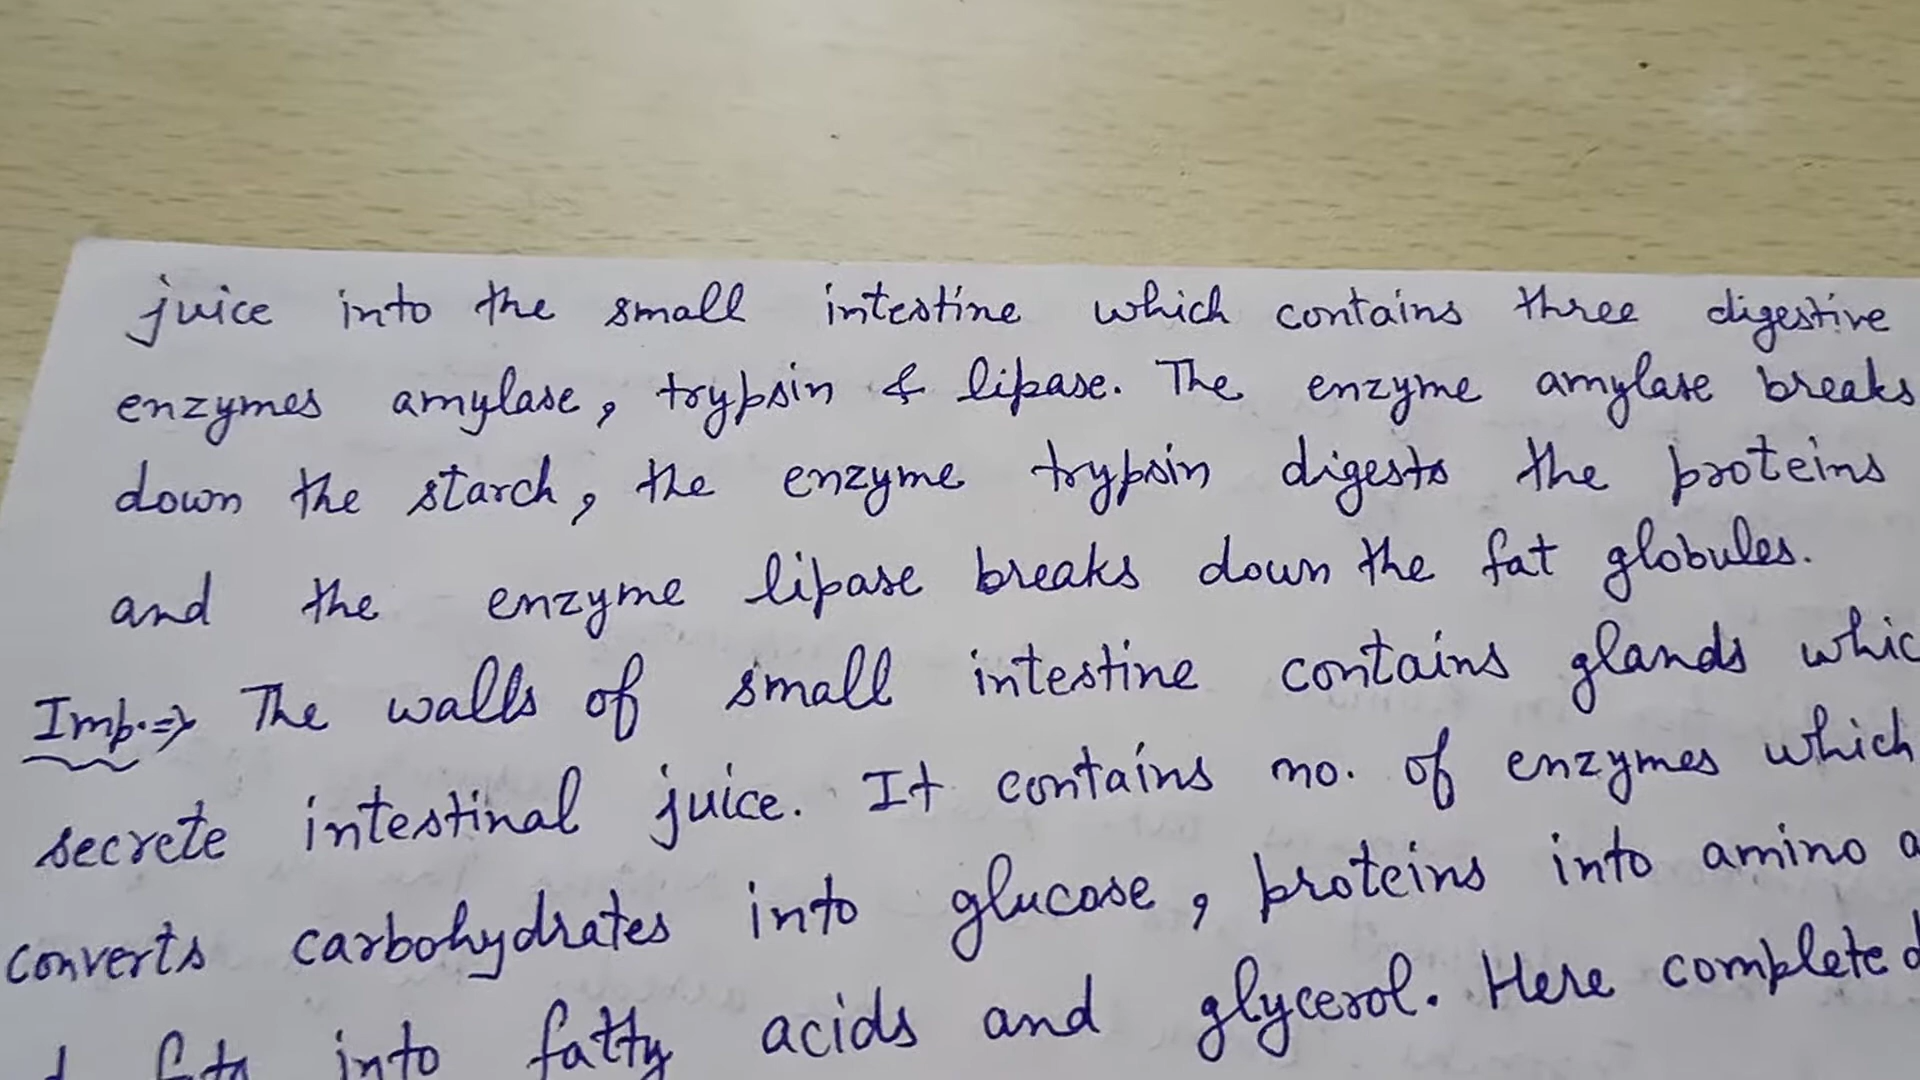 juice into the small intestine which contains three digestive
enzymes amylase, trypsin & lipase. The enzyme amylase breaks
down the starch, the enzyme trypsin digests the proteins
and the enzyme lipase breaks down the fat globules.
Imp. ⇒ The walls of small intestine contains glands whic
secrete intestinal juice. It contains no. of enzymes which
converts carbohydrates into glucose, proteins into amino a
into fatty acids and glycerol. Here complete d